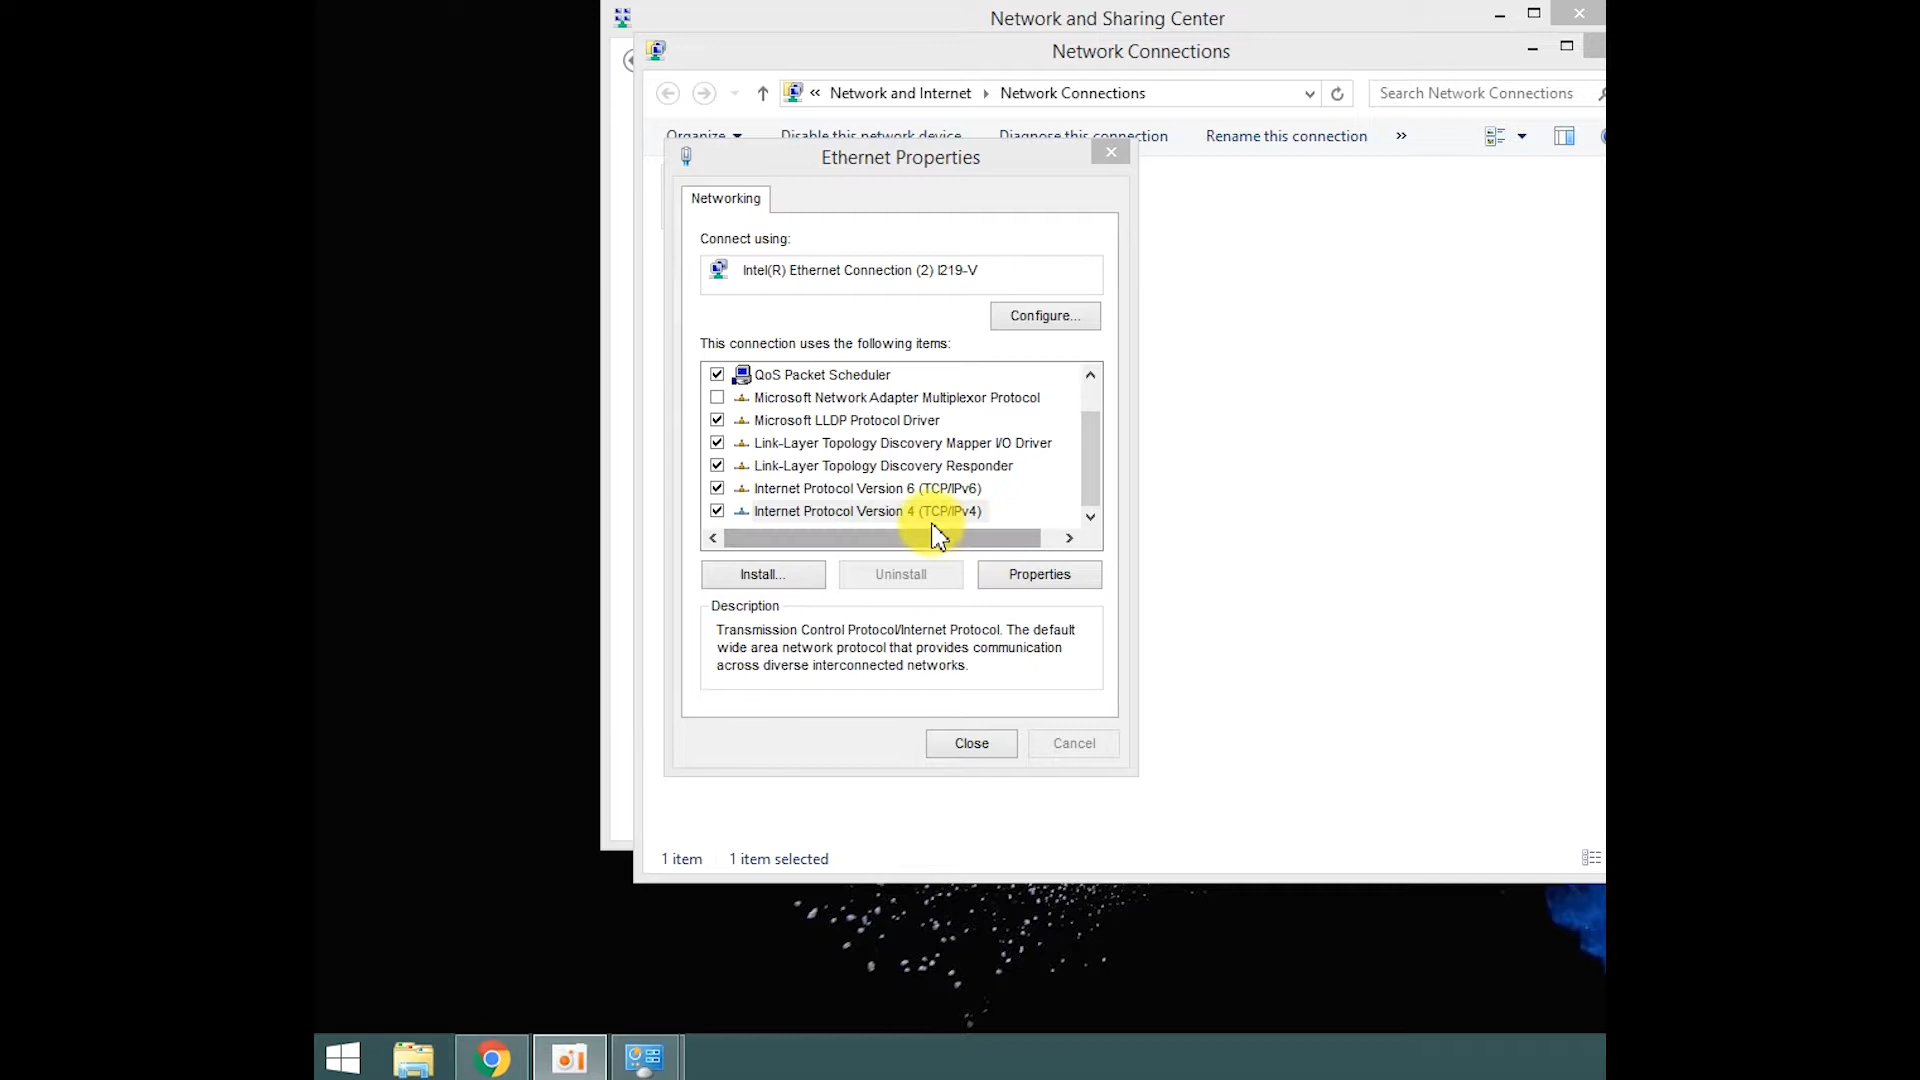 Network and Sharing Center
Network Connections
Network and Internet
Network Connections
Search Network Connections
Organize
Disable this network device
Diagnose this connection
Rename this connection
»
Ethernet Properties
Networking
Connect using:
Intel(R) Ethernet Connection (2) I219-V
Configure...
This connection uses the following items:
QoS Packet Scheduler
Microsoft Network Adapter Multiplexor Protocol
Microsoft LLDP Protocol Driver
Link-Layer Topology Discovery Mapper I/O Driver
Link-Layer Topology Discovery Responder
Internet Protocol Version 6 (TCP/IPv6)
Internet Protocol Version 4 (TCP/IPv4)
Install...
Uninstall
Properties
Description
Transmission Control Protocol/Internet Protocol. The default
wide area network protocol that provides communication
across diverse interconnected networks.
Close
Cancel
1 item
1 item selected